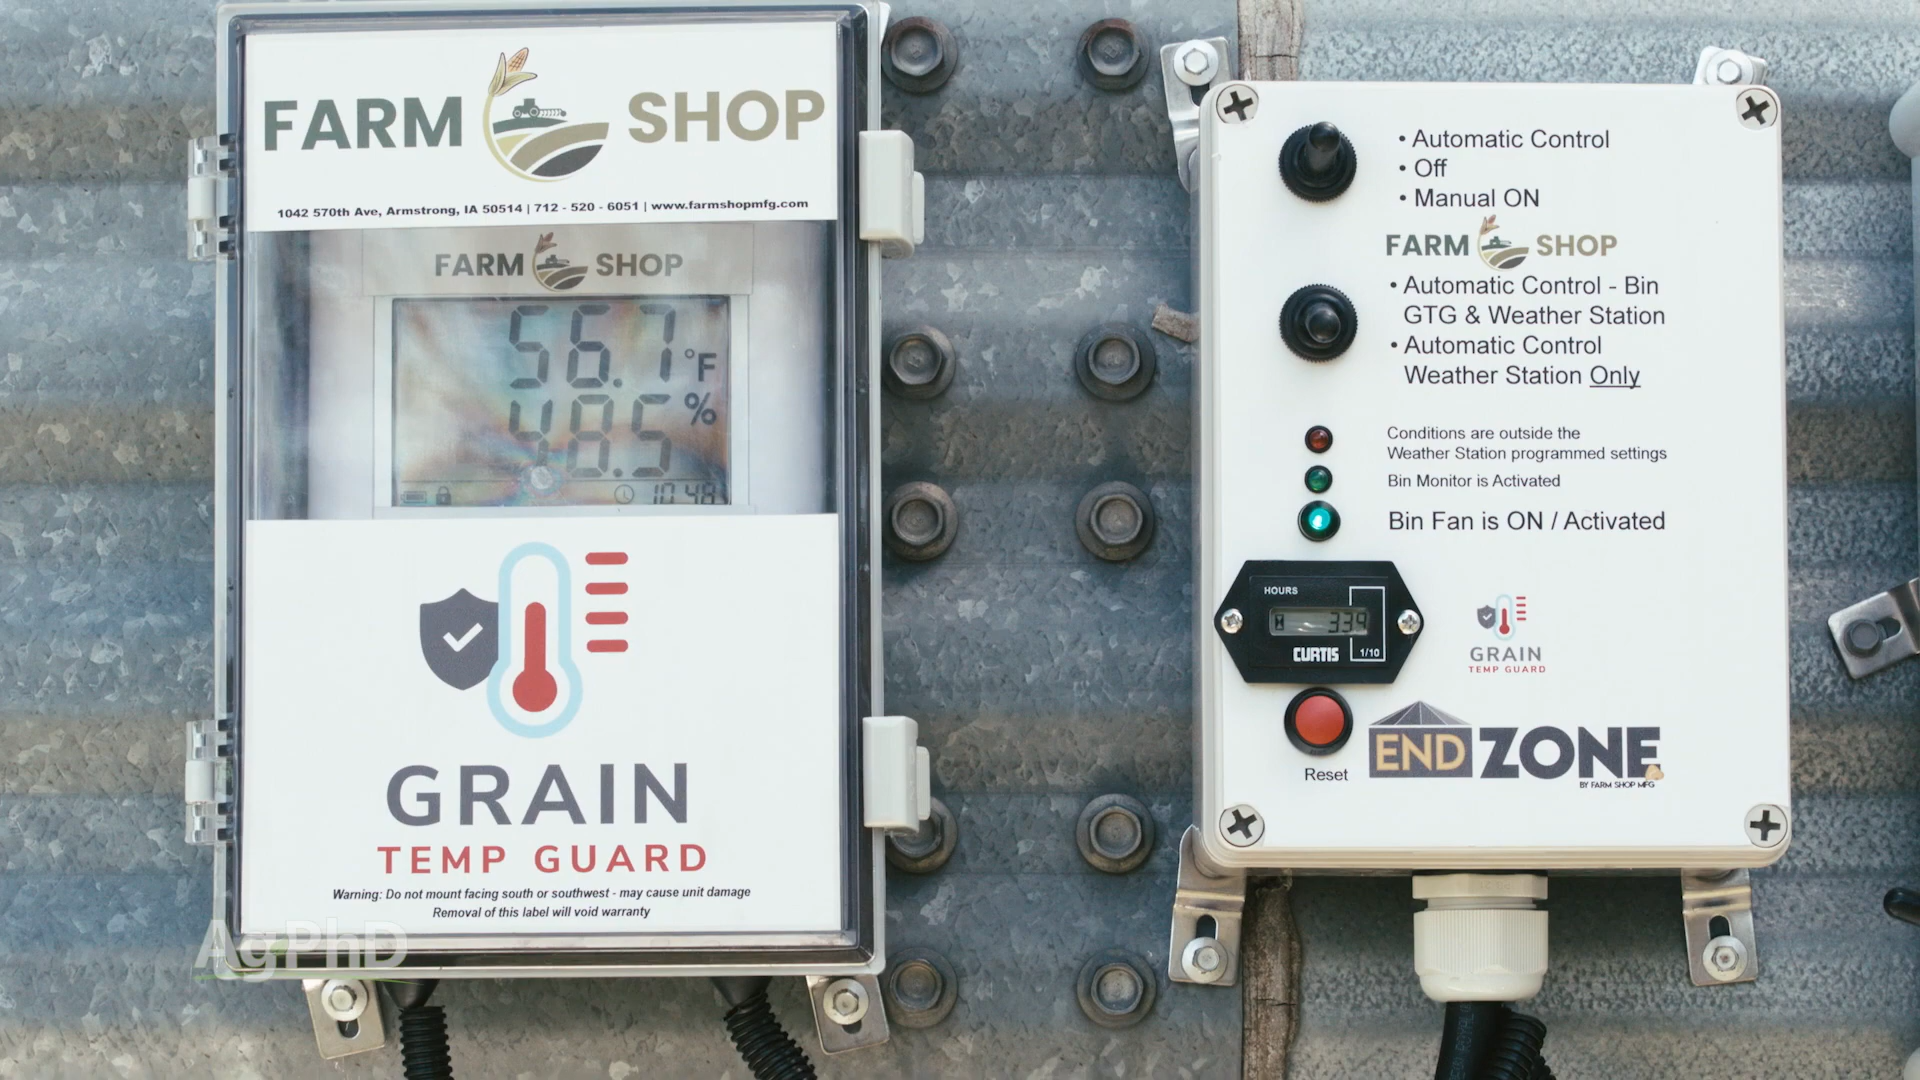 FARM SHOP
1042 570th Ave, Armstrong, IA 50514 | 712 - 520 - 6051 | www.farmshopmfg.com
FARM SHOP
56.7 °F
48.5 %
10:48
GRAIN
TEMP GUARD
Warning: Do not mount facing south or southwest - may cause unit damage
Removal of this label will void warranty
AgPhD
• Automatic Control
• Off
• Manual ON
FARM SHOP
• Automatic Control - Bin
GTG & Weather Station
• Automatic Control
Weather Station Only
Conditions are outside the
Weather Station programmed settings
Bin Monitor is Activated
Bin Fan is ON / Activated
HOURS
339
CURTIS 1/10
GRAIN
TEMP GUARD
Reset
END ZONE
BY FARM SHOP MFG